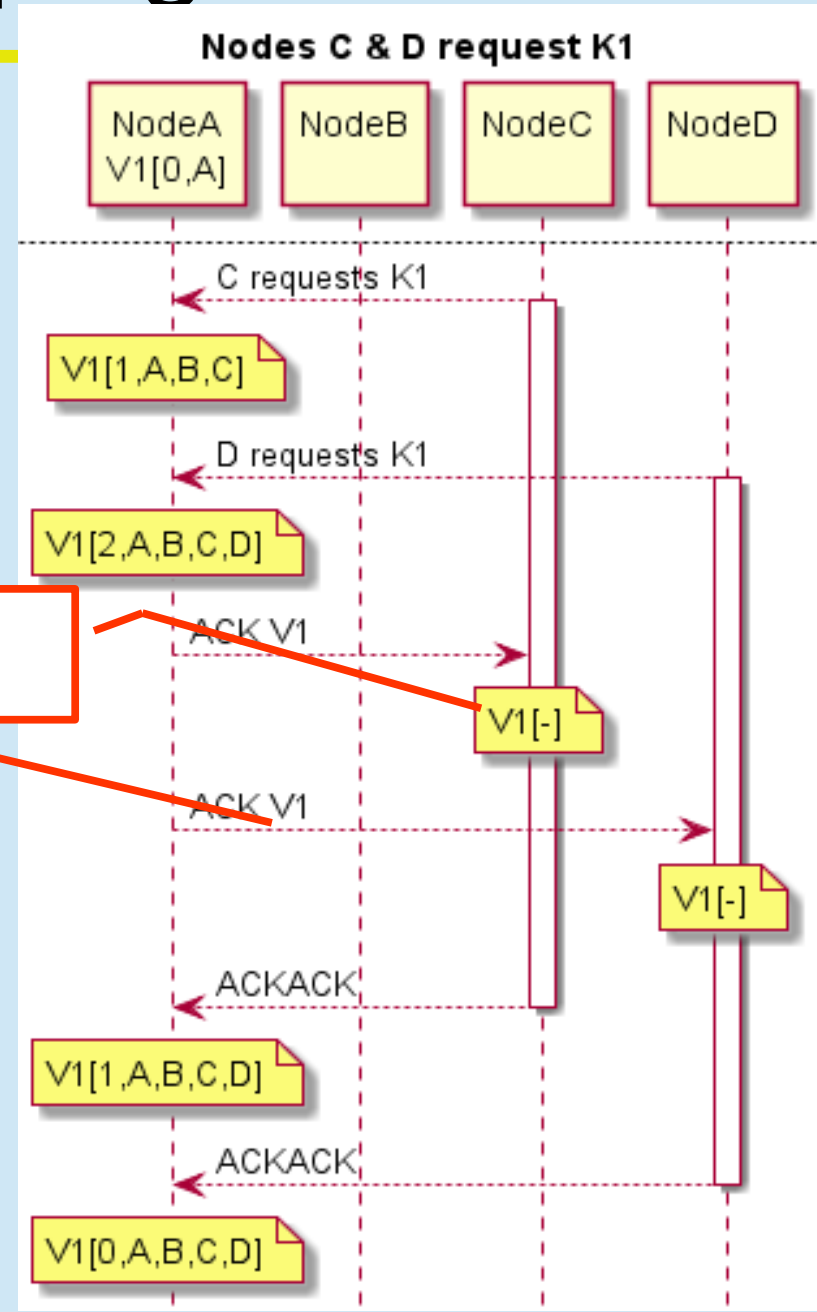 Nodes C & D request K1
NodeA
V1[0,A]
NodeB
NodeC
NodeD
C requests K1
V1[1,A,B,C]
D requests K1
V1[2,A,B,C,D]
ACK V1
V1[-]
ACK V1
V1[-]
ACKACK
V1[1,A,B,C,D]
ACKACK
V1[0,A,B,C,D]